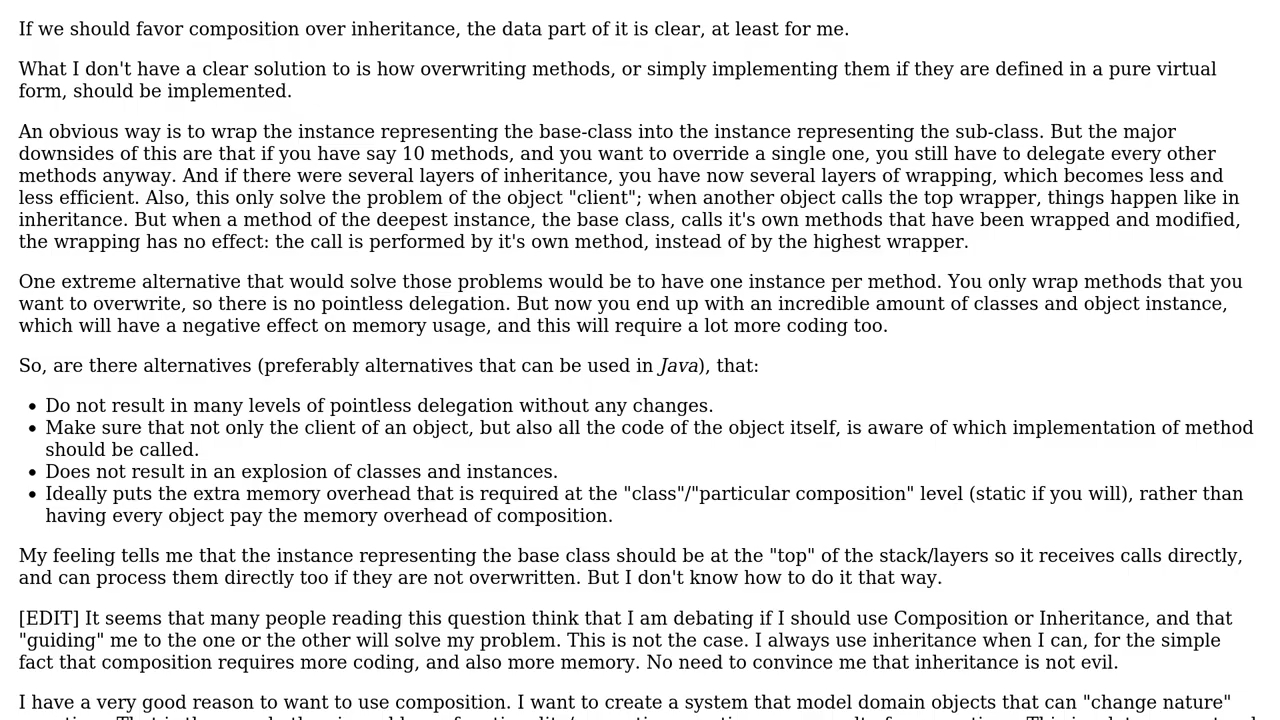 If we should favor composition over inheritance, the data part of it is clear, at least for me.
What I don't have a clear solution to is how overwriting methods, or simply implementing them if they are defined in a pure virtual
form, should be implemented.
An obvious way is to wrap the instance representing the base-class into the instance representing the sub-class. But the major
downsides of this are that if you have say 10 methods, and you want to override a single one, you still have to delegate every other
methods anyway. And if there were several layers of inheritance, you have now several layers of wrapping, which becomes less and
less efficient. Also, this only solve the problem of the object "client"; when another object calls the top wrapper, things happen like in
inheritance. But when a method of the deepest instance, the base class, calls it's own methods that have been wrapped and modified,
the wrapping has no effect: the call is performed by it's own method, instead of by the highest wrapper.
One extreme alternative that would solve those problems would be to have one instance per method. You only wrap methods that you
want to overwrite, so there is no pointless delegation. But now you end up with an incredible amount of classes and object instance,
which will have a negative effect on memory usage, and this will require a lot more coding too.
So, are there alternatives (preferably alternatives that can be used in Java), that:
• Do not result in many levels of pointless delegation without any changes.
• Make sure that not only the client of an object, but also all the code of the object itself, is aware of which implementation of method
should be called.
• Does not result in an explosion of classes and instances.
• Ideally puts the extra memory overhead that is required at the "class"/"particular composition" level (static if you will), rather than
having every object pay the memory overhead of composition.
My feeling tells me that the instance representing the base class should be at the "top" of the stack/layers so it receives calls directly,
and can process them directly too if they are not overwritten. But I don't know how to do it that way.
[EDIT] It seems that many people reading this question think that I am debating if I should use Composition or Inheritance, and that
"guiding" me to the one or the other will solve my problem. This is not the case. I always use inheritance when I can, for the simple
fact that composition requires more coding, and also more memory. No need to convince me that inheritance is not evil.
I have a very good reason to want to use composition. I want to create a system that model domain objects that can "change nature"